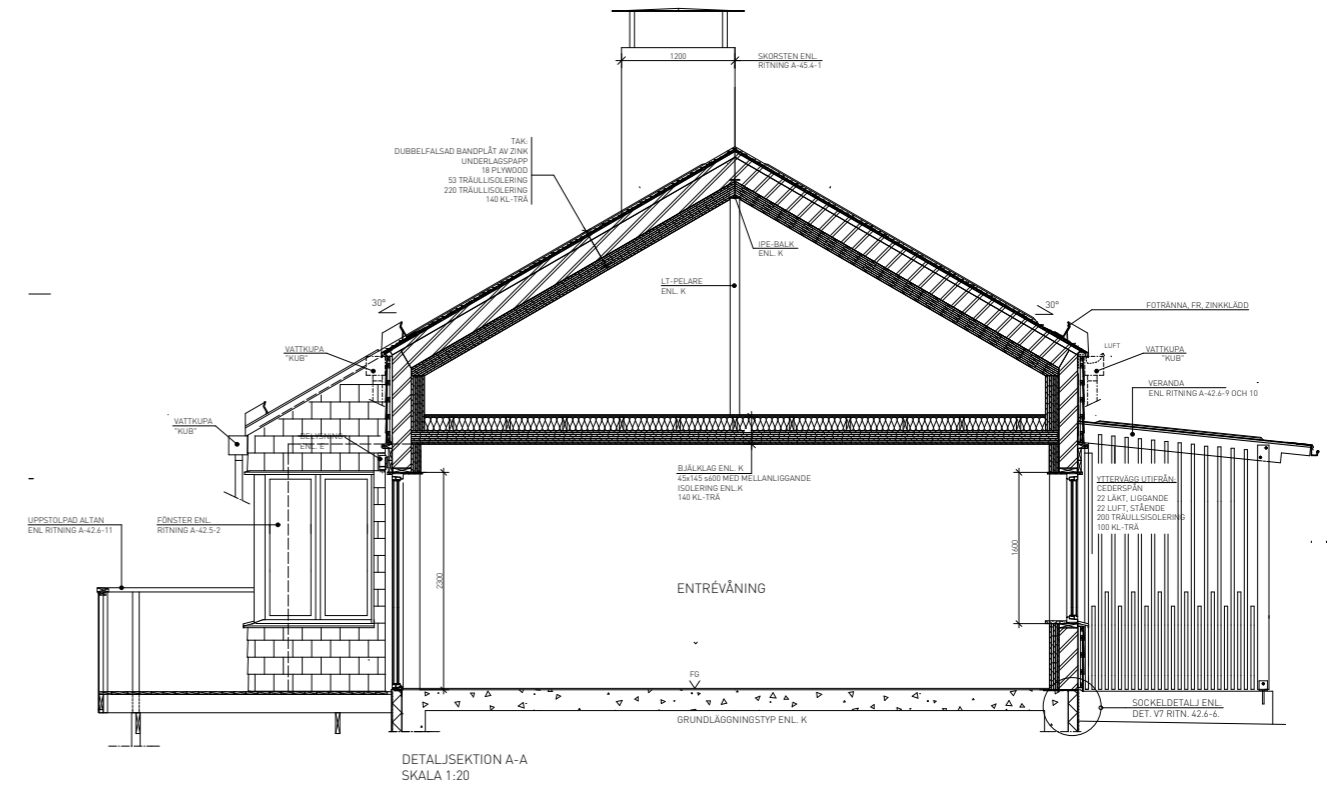 1200
SKORSTEN ENL.
RITNING A-45.4-1
TAK:
DUBBELFALSAD BANDPLÅT AV ZINK
UNDERLAGSPAPP
18 PLYWOOD
53 TRÄULLISOLERING
220 TRÄULLISOLERING
140 KL-TRÄ
IPE-BALK
ENL. K
LT-PELARE
ENL. K
30°
30°
FOTRÄNNA, FR, ZINKKLÄDD
VATTKUPA
"KUB"
LUFT
VATTKUPA
"KUB"
VERANDA
ENL RITNING A-42.6-9 OCH 10
VATTKUPA
"KUB"
BELYSNING
ENL. E
BJÄLKLAG ENL. K
45x145 s600 MED MELLANLIGGANDE
ISOLERING ENL.K
140 KL-TRÄ
YTTERVÄGG UTIFRÅN:
CEDERSPÅN
22 LÄKT, LIGGANDE
22 LUFT, STÅENDE
200 TRÄULLSISOLERING
100 KL-TRÄ
UPPSTOLPAD ALTAN
ENL RITNING A-42.6-11
FÖNSTER ENL.
RITNING A-42.5-2
2300
1600
ENTRÉVÅNING
FG
GRUNDLÄGGNINGSTYP ENL. K
SOCKELDETALJ ENL.
DET. V7 RITN. 42.6-6.
DETALJSEKTION A-A
SKALA 1:20